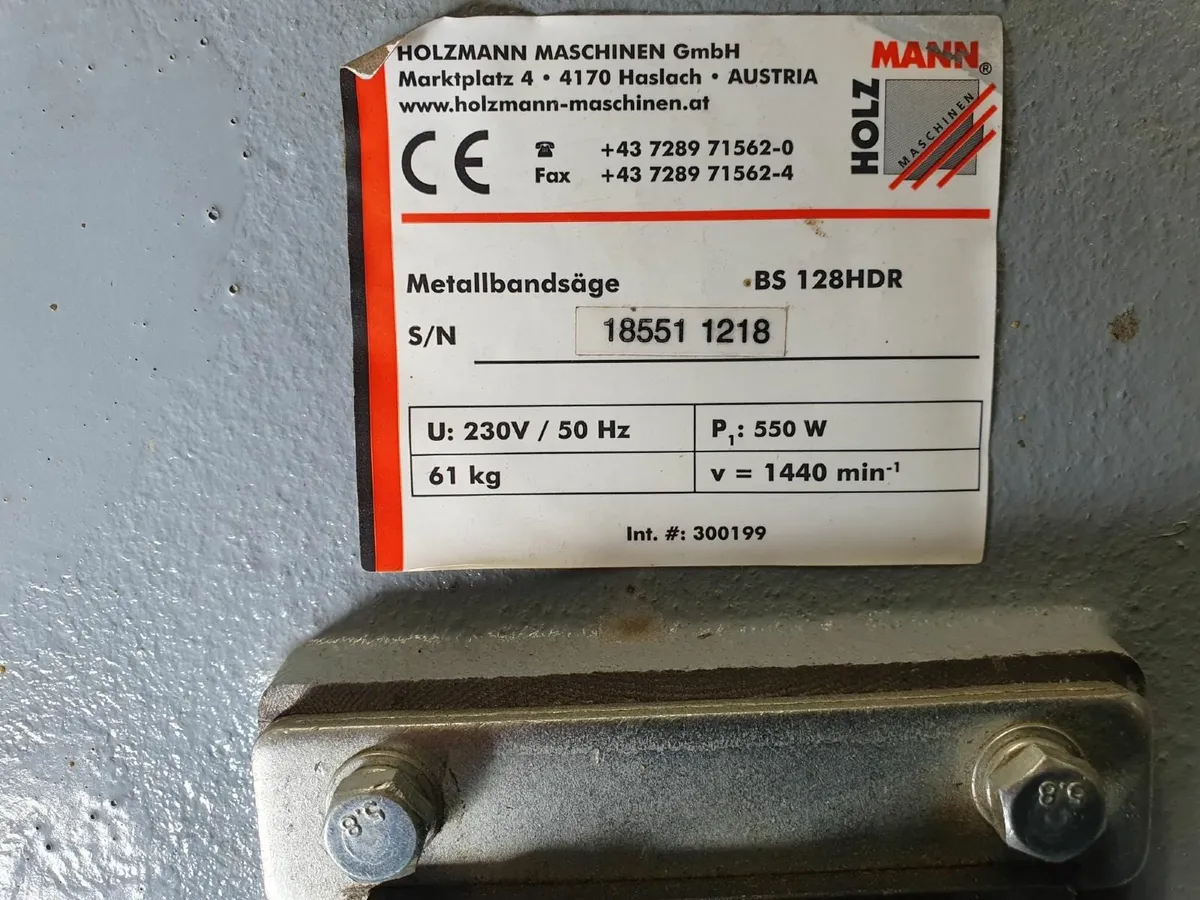 HOLZMANN MASCHINEN GmbH
Marktplatz 4 • 4170 Haslach • AUSTRIA
www.holzmann-maschinen.at
CE
☎ +43 7289 71562-0
Fax +43 7289 71562-4
HOLZ
MANN®
MASCHINEN
Metallbandsäge BS 128HDR
S/N 18551 1218
U: 230V / 50 Hz P₁: 550 W
61 kg v = 1440 min⁻¹
Int. #: 300199
5.8
5.8